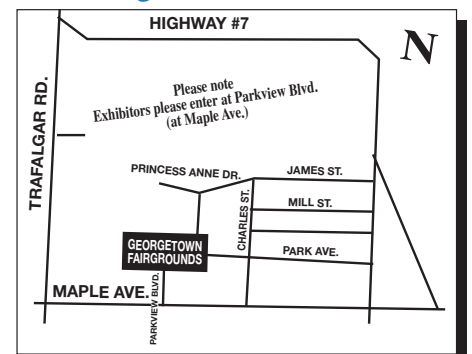 HIGHWAY #7
N
Please note
Exhibitors please enter at Parkview Blvd.
(at Maple Ave.)
TRAFALGAR RD.
PRINCESS ANNE DR.
JAMES ST.
MILL ST.
CHARLES ST.
GEORGETOWN
FAIRGROUNDS
PARK AVE.
MAPLE AVE.
PARKVIEW BLVD.